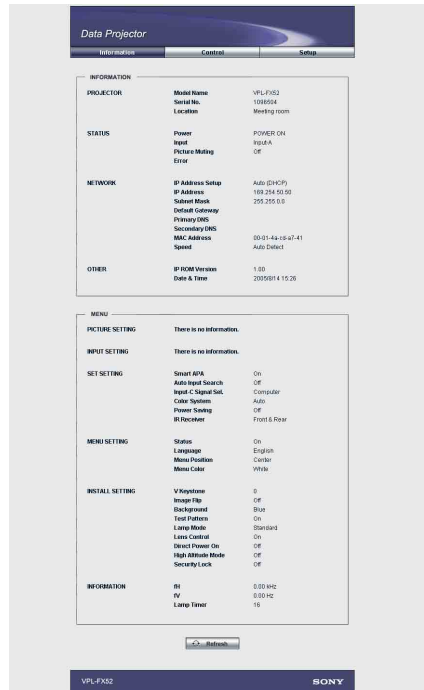 Data Projector
Information Control Setup
INFORMATION
PROJECTOR Model Name VPL-FX52
Serial No. 1098504
Location Meeting room
STATUS Power POWER ON
Input Input-A
Picture Muting Off
Error
NETWORK IP Address Setup Auto (DHCP)
IP Address 169.254.50.50
Subnet Mask 255.255.0.0
Default Gateway
Primary DNS
Secondary DNS
MAC Address 00-01-4a-cd-a7-41
Speed Auto Detect
OTHER IP ROM Version 1.00
Date & Time 2005/8/14 15:26
MENU
PICTURE SETTING There is no information.
INPUT SETTING There is no information.
SET SETTING Smart APA On
Auto Input Search Off
Input-C Signal Sel. Computer
Color System Auto
Power Saving Off
IR Receiver Front & Rear
MENU SETTING Status On
Language English
Menu Position Center
Menu Color White
INSTALL SETTING V Keystone 0
Image Flip Off
Background Blue
Test Pattern On
Lamp Mode Standard
Lens Control On
Direct Power On Off
High Altitude Mode Off
Security Lock Off
INFORMATION fH 0.00 kHz
fV 0.00 Hz
Lamp Timer 16
Refresh
VPL-FX52 SONY